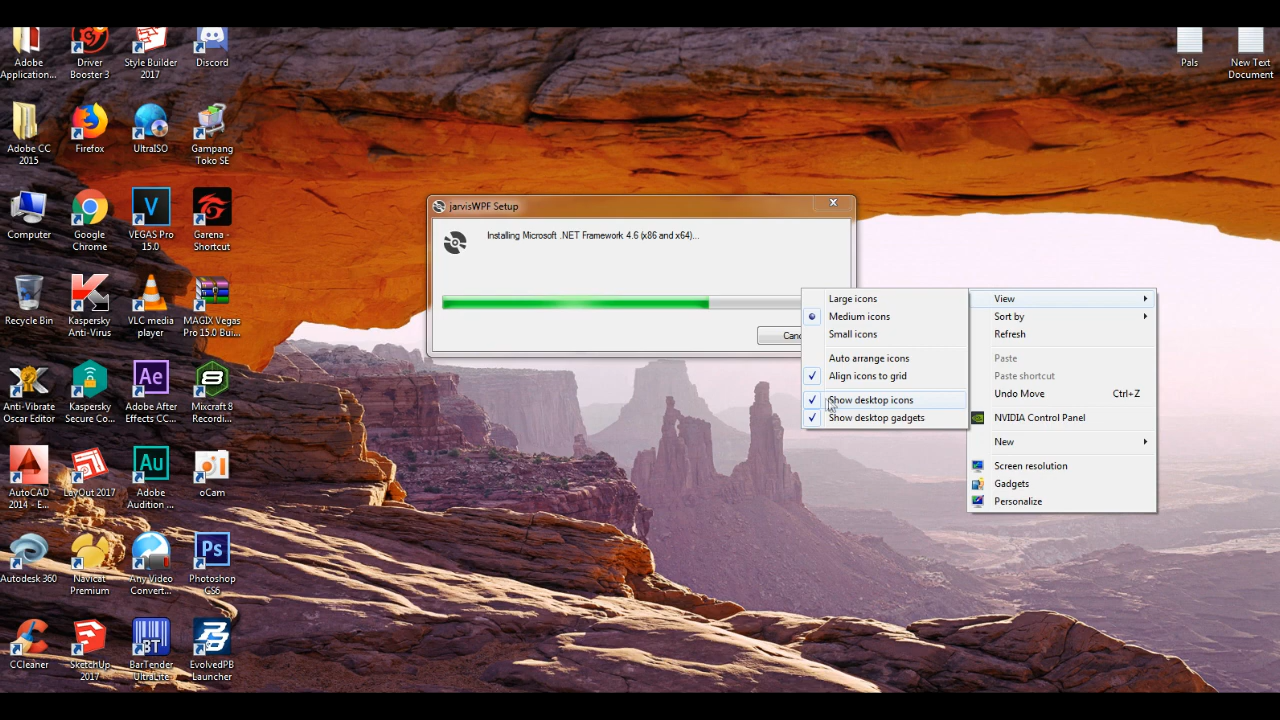 Adobe
Application...
Driver
Booster 3
Style Builder
2017
Discord
Pals
New Text
Document
Adobe CC
2015
Firefox
UltraISO
Gampang
Toko SE
Computer
Google
Chrome
V
VEGAS Pro
15.0
Garena -
Shortcut
Recycle Bin
Kaspersky
Anti-Virus
VLC media
player
MAGIX Vegas
Pro 15.0 Bui...
Anti-Vibrate
Oscar Editor
Kaspersky
Secure Co...
Ae
Adobe After
Effects CC...
Mixcraft 8
Recordi...
AutoCAD
2014 - E...
LayOut 2017
Au
Adobe
Audition ...
oCam
Autodesk 360
Navicat
Premium
Any Video
Convert...
Ps
Photoshop
CS6
CCleaner
SketchUp
2017
BT
BarTender
UltraLite
EvolvedPB
Launcher
jarvisWPF Setup
Installing Microsoft .NET Framework 4.6 (x86 and x64)...
Canc
Large icons
Medium icons
Small icons
Auto arrange icons
Align icons to grid
Show desktop icons
Show desktop gadgets
View
Sort by
Refresh
Paste
Paste shortcut
Undo Move Ctrl+Z
NVIDIA Control Panel
New
Screen resolution
Gadgets
Personalize